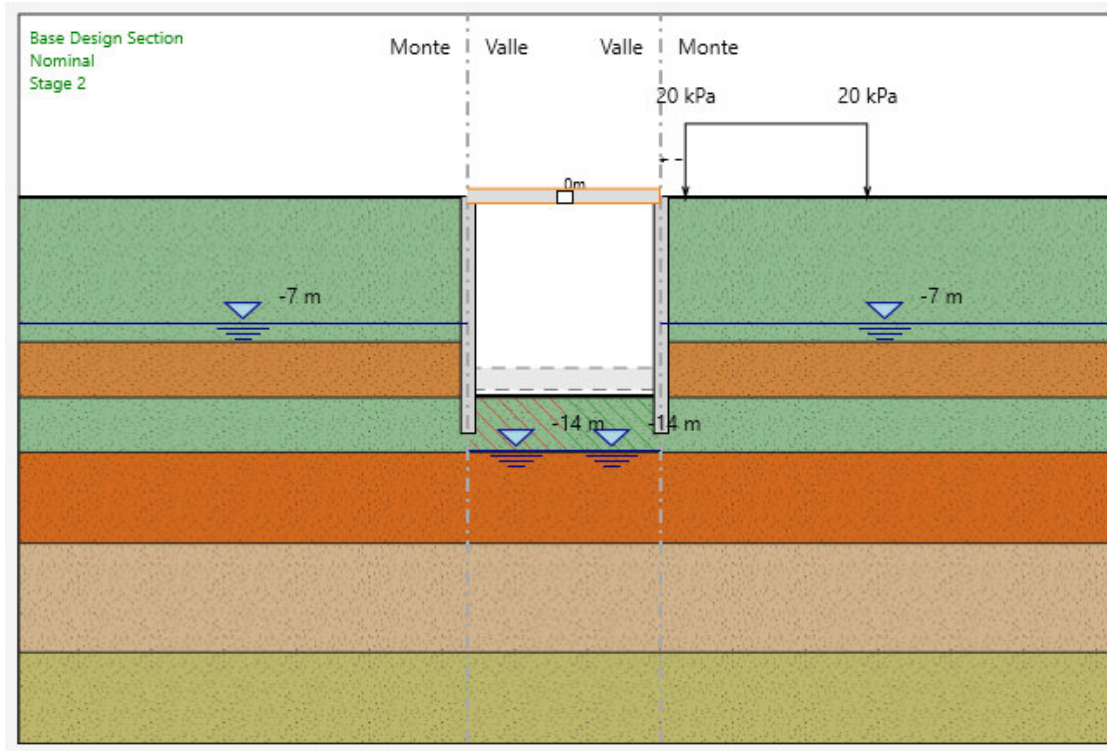 Base Design Section
Nominal
Stage 2
Monte Valle Valle Monte
20 kPa 20 kPa
0m
-7 m -7 m
-14 m -14 m